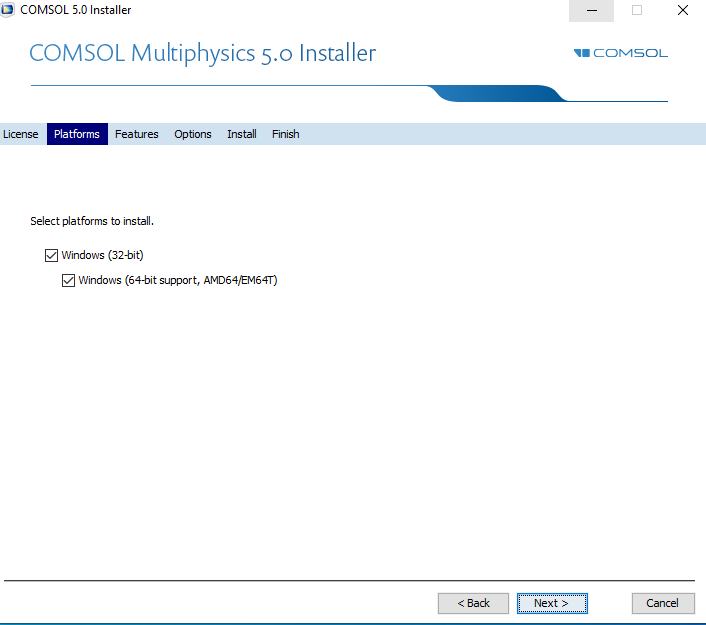 COMSOL 5.0 Installer
COMSOL Multiphysics 5.0 Installer
COMSOL
License Platforms Features Options Install Finish
Select platforms to install.
Windows (32-bit)
Windows (64-bit support, AMD64/EM64T)
< Back Next > Cancel